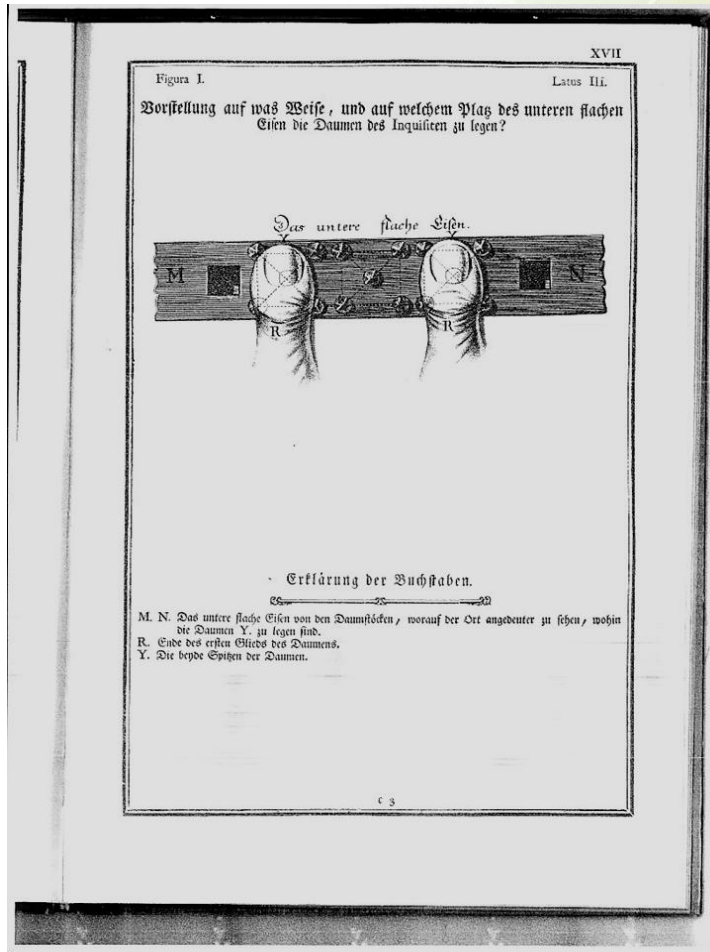 XVII
Figura I.
Latus III.
Vorstellung auf was Weise, und auf welchem Platz des unteren flachen
Eisen die Daumen des Inquisiten zu legen?
Das untere flache Eisen.
Y Y
M N
R R
Erklärung der Buchstaben.
M. N. Das untere flache Eisen von den Daumstöcken, worauf der Ort angedeuter zu sehen, wohin
die Daumen Y. zu legen sind.
R. Ende des ersten Glieds des Daumens.
Y. Die beyde Spitzen der Daumen.
c 3